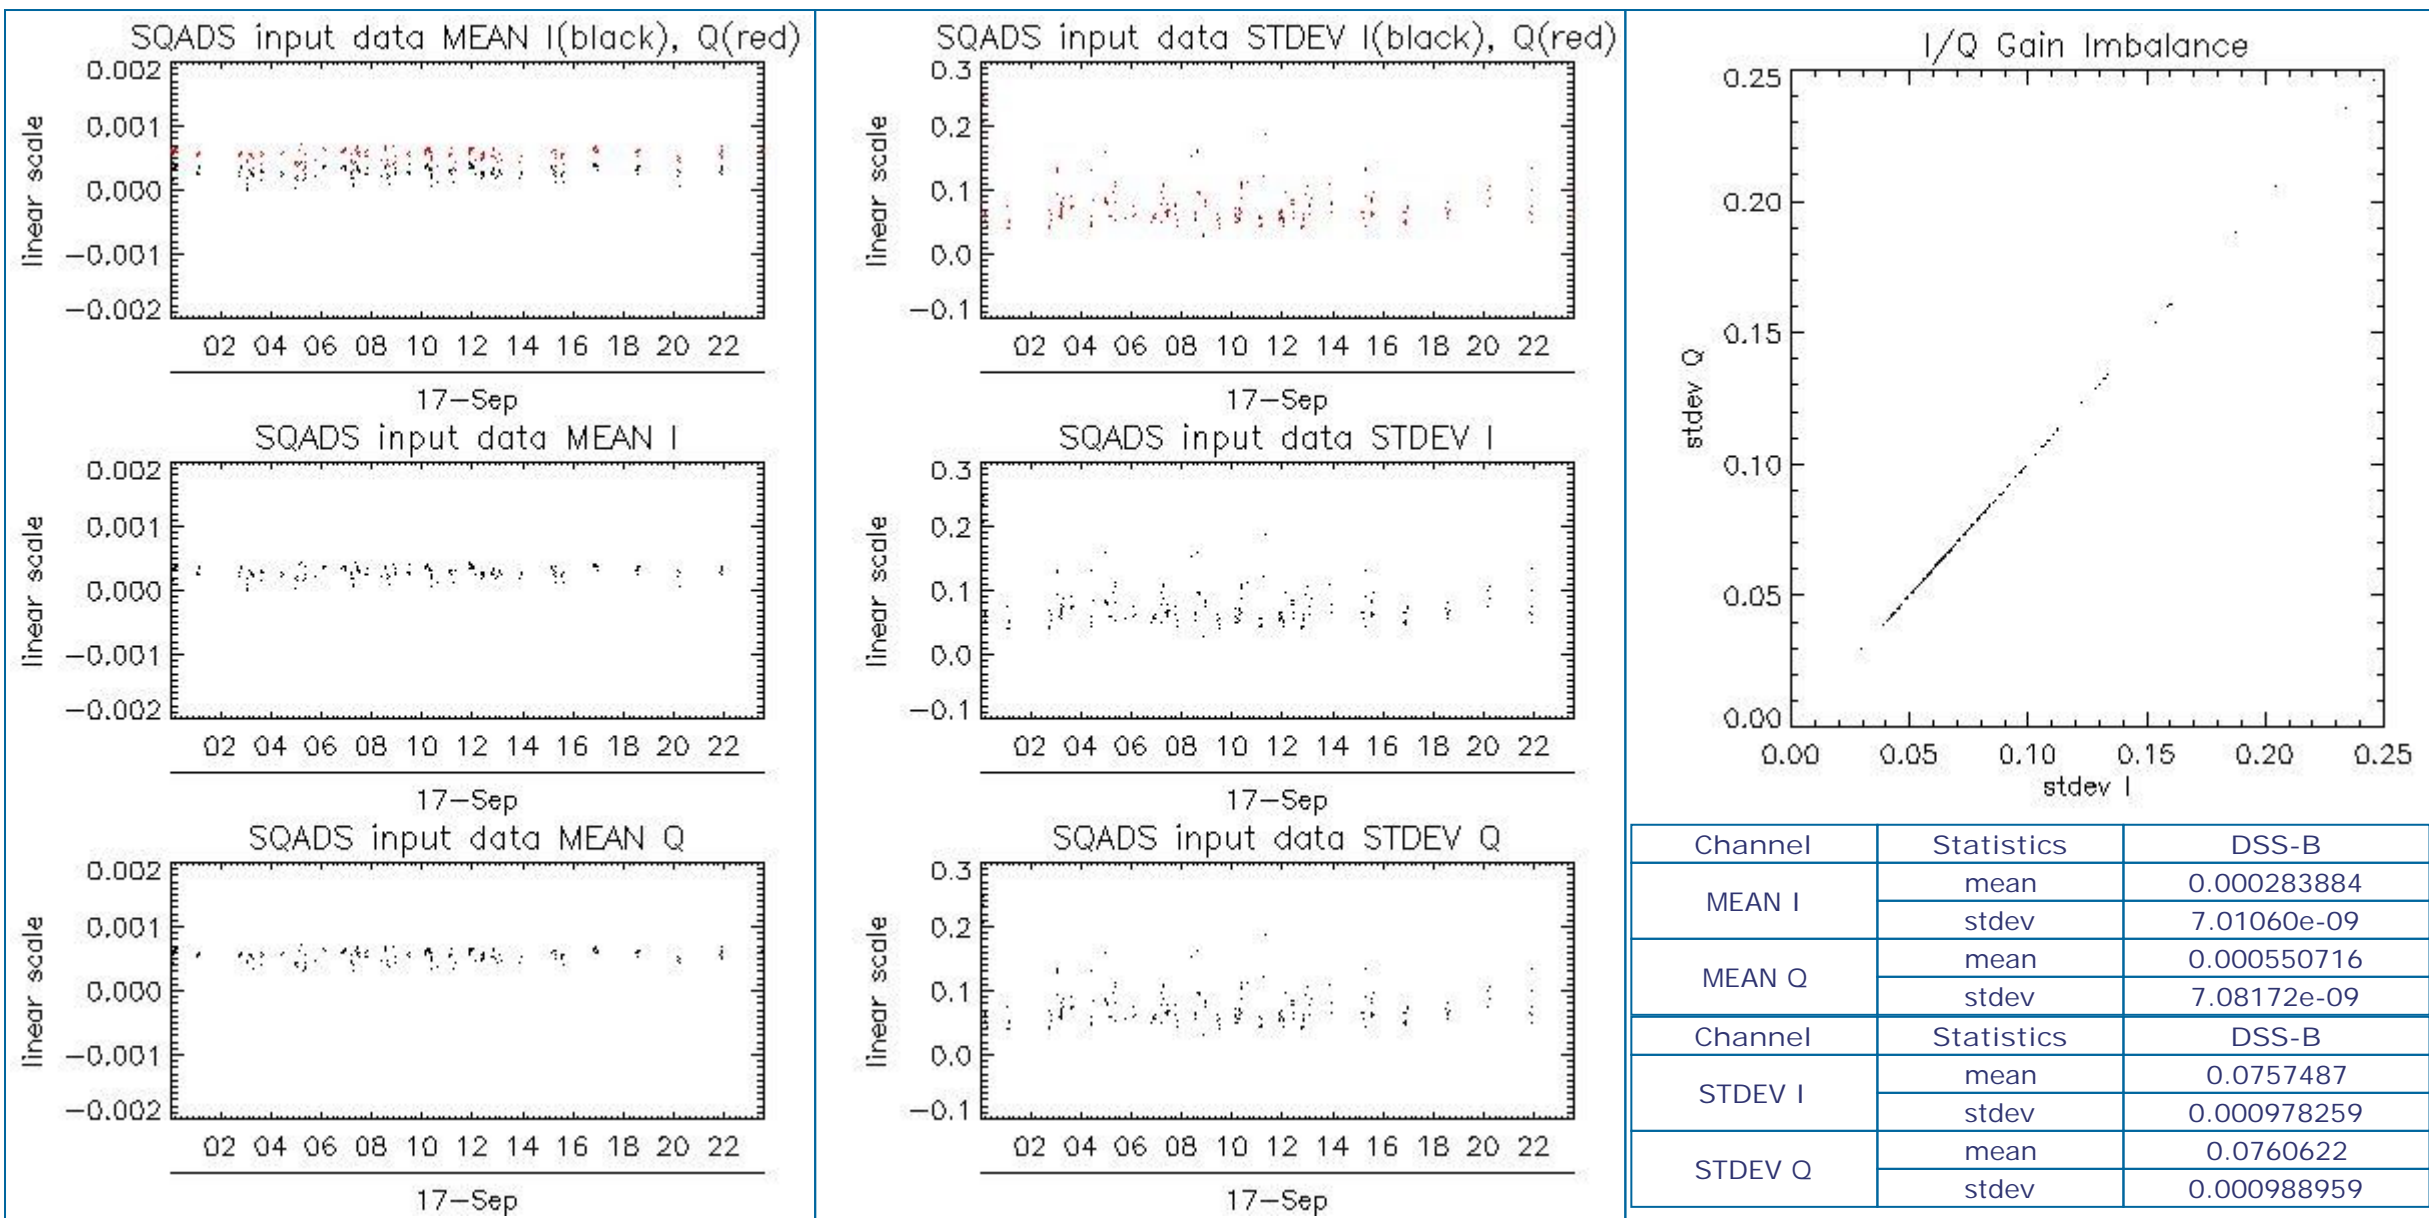 SQADS input data MEAN I(black), Q(red)
0.002
0.001
0.000
-0.001
-0.002
linear scale
02 04 06 08 10 12 14 16 18 20 22
17-Sep
SQADS input data MEAN I
0.002
0.001
0.000
-0.001
-0.002
linear scale
02 04 06 08 10 12 14 16 18 20 22
17-Sep
SQADS input data MEAN Q
0.002
0.001
0.000
-0.001
-0.002
linear scale
02 04 06 08 10 12 14 16 18 20 22
17-Sep
SQADS input data STDEV I(black), Q(red)
0.3
0.2
0.1
0.0
-0.1
linear scale
02 04 06 08 10 12 14 16 18 20 22
17-Sep
SQADS input data STDEV I
0.3
0.2
0.1
0.0
-0.1
linear scale
02 04 06 08 10 12 14 16 18 20 22
17-Sep
SQADS input data STDEV Q
0.3
0.2
0.1
0.0
-0.1
linear scale
02 04 06 08 10 12 14 16 18 20 22
17-Sep
I/Q Gain Imbalance
0.25
0.20
0.15
0.10
0.05
0.00
stdev Q
0.00 0.05 0.10 0.15 0.20 0.25
stdev I
Channel Statistics DSS-B
MEAN I mean 0.000283884
stdev 7.01060e-09
MEAN Q mean 0.000550716
stdev 7.08172e-09
Channel Statistics DSS-B
STDEV I mean 0.0757487
stdev 0.000978259
STDEV Q mean 0.0760622
stdev 0.000988959